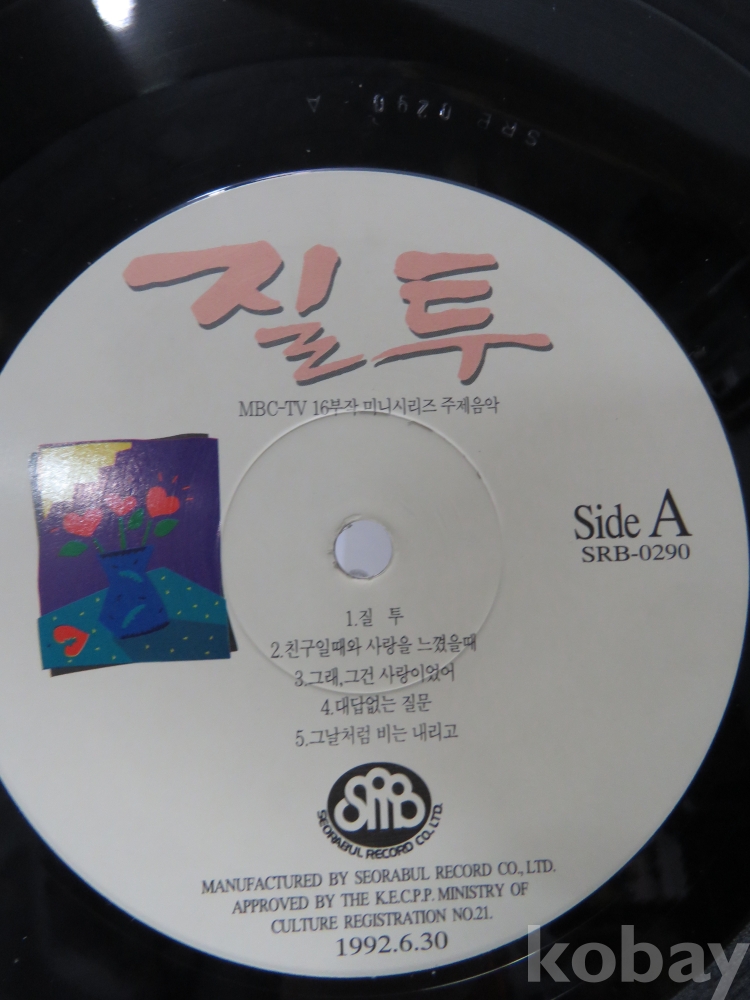 SRB 0290 A
질투
MBC-TV 16부작 미니시리즈 주제음악
Side A
SRB-0290
1.질 투
2.친구일때와 사랑을 느꼈을때
3.그래,그건 사랑이었어
4.대답없는 질문
5.그날처럼 비는 내리고
SRB
SEORABUL RECORD CO.,LTD.
MANUFACTURED BY SEORABUL RECORD CO.,LTD.
APPROVED BY THE K.E.C.P.P. MINISTRY OF
CULTURE REGISTRATION NO.21.
1992.6.30
kobay